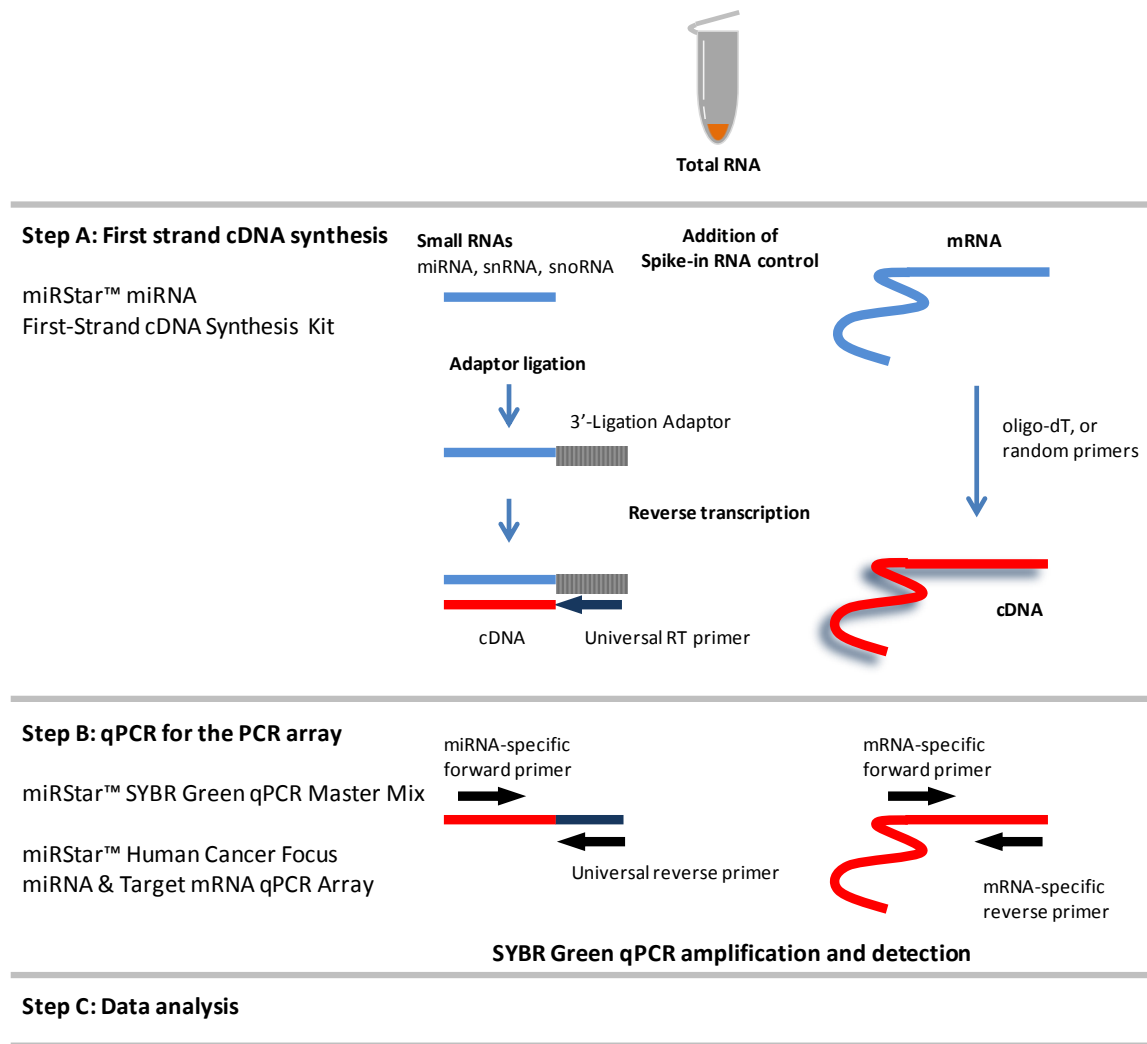 Total RNA
Step A: First strand cDNA synthesis
miRStar™ miRNA
First-Strand cDNA Synthesis Kit
Small RNAs
miRNA, snRNA, snoRNA
Addition of
Spike-in RNA control
mRNA
Adaptor ligation
3’-Ligation Adaptor
oligo-dT, or
random primers
Reverse transcription
cDNA
Universal RT primer
cDNA
Step B: qPCR for the PCR array
miRStar™ SYBR Green qPCR Master Mix
miRStar™ Human Cancer Focus
miRNA & Target mRNA qPCR Array
miRNA-specific
forward primer
Universal reverse primer
mRNA-specific
forward primer
mRNA-specific
reverse primer
SYBR Green qPCR amplification and detection
Step C: Data analysis